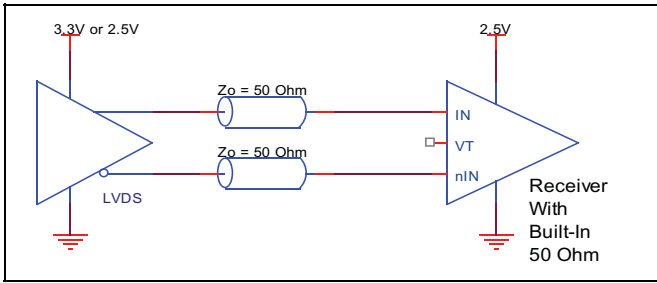 3.3V or 2.5V
2.5V
Zo = 50 Ohm
IN
VT
Zo = 50 Ohm
nIN
LVDS
Receiver
With
Built-In
50 Ohm